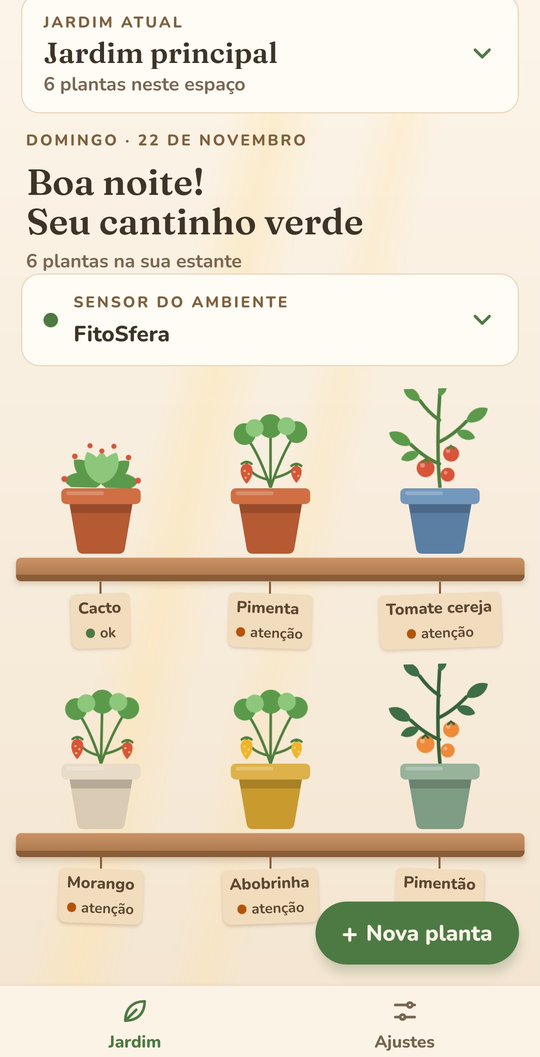 JARDIM ATUAL
Jardim principal
6 plantas neste espaço
DOMINGO · 22 DE NOVEMBRO
Boa noite!
Seu cantinho verde
6 plantas na sua estante
SENSOR DO AMBIENTE
FitoSfera
Cacto
ok
Pimenta
atenção
Tomate cereja
atenção
Morango
atenção
Abobrinha
atenção
Pimentão
+ Nova planta
Jardim
Ajustes